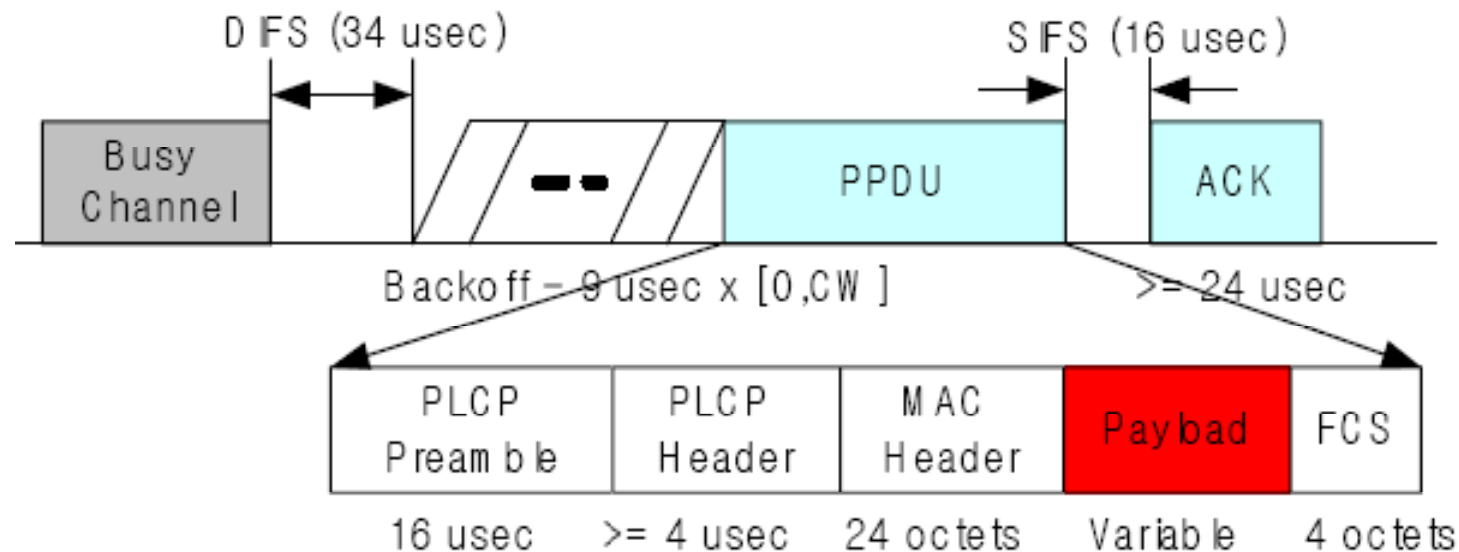 DIFS (34 usec)
SIFS (16 usec)
Busy
Channel
PPDU
ACK
Backoff - 9 usec x [0,CW ]
>= 24 usec
PLCP
Preamble
PLCP
Header
MAC
Header
Payload
FCS
16 usec
>= 4 usec
24 octets
Variable
4 octets